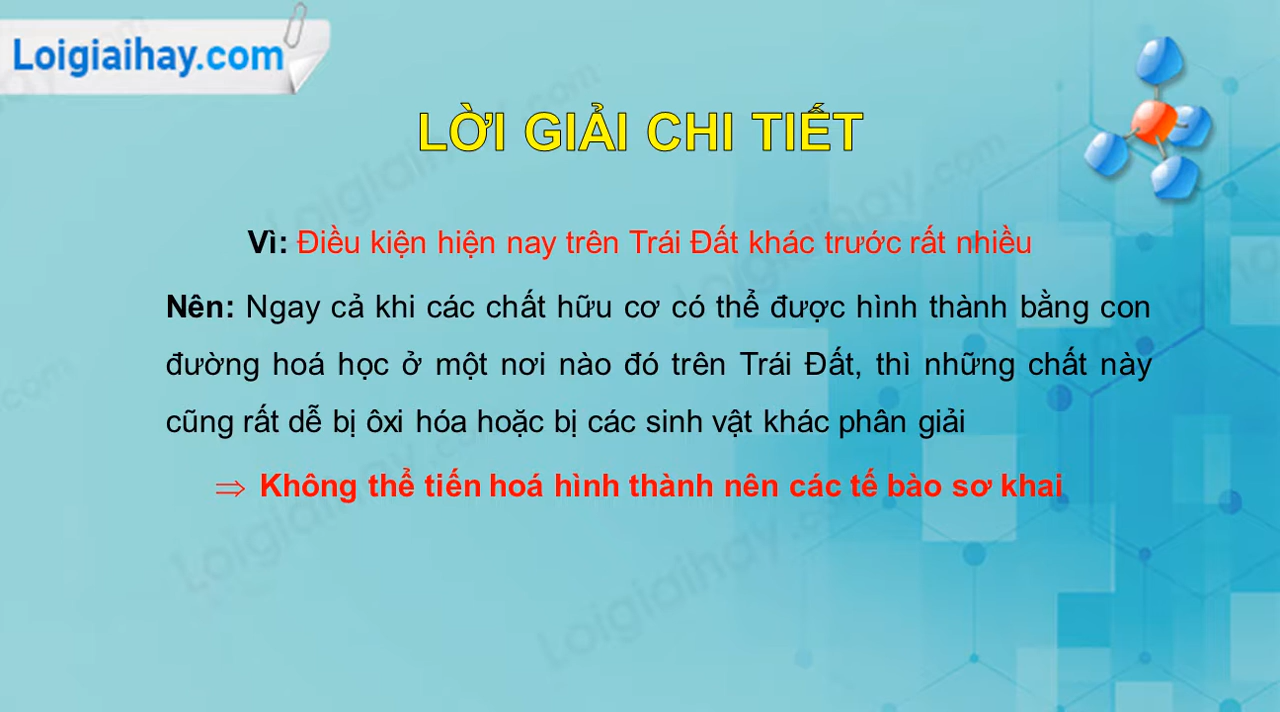 Loigiaihay.com
LỜI GIẢI CHI TIẾT
Vì: Điều kiện hiện nay trên Trái Đất khác trước rất nhiều
Nên: Ngay cả khi các chất hữu cơ có thể được hình thành bằng con
đường hoá học ở một nơi nào đó trên Trái Đất, thì những chất này
cũng rất dễ bị ôxi hóa hoặc bị các sinh vật khác phân giải
⇒ Không thể tiến hoá hình thành nên các tế bào sơ khai